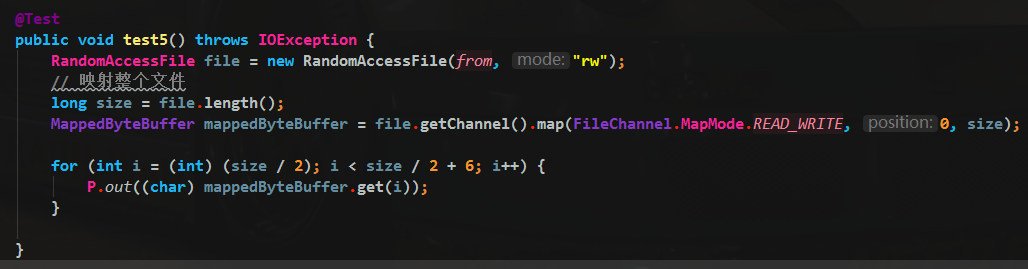 @Test
public void test5() throws IOException {
RandomAccessFile file = new RandomAccessFile(from, mode: "rw");
// 映射整个文件
long size = file.length();
MappedByteBuffer mappedByteBuffer = file.getChannel().map(FileChannel.MapMode.READ_WRITE, position: 0, size);
for (int i = (int) (size / 2); i < size / 2 + 6; i++) {
P.out((char) mappedByteBuffer.get(i));
}
}